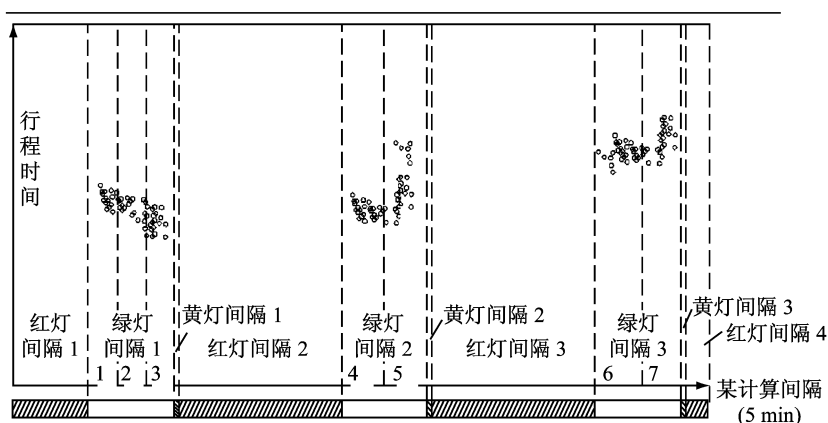 行程时间
红灯
间隔 1
绿灯
间隔 1
黄灯间隔 1
红灯间隔 2
绿灯
间隔 2
黄灯间隔 2
红灯间隔 3
绿灯
间隔 3
黄灯间隔 3
红灯间隔 4
1 2 3 4 5 6 7
某计算间隔
(5 min)